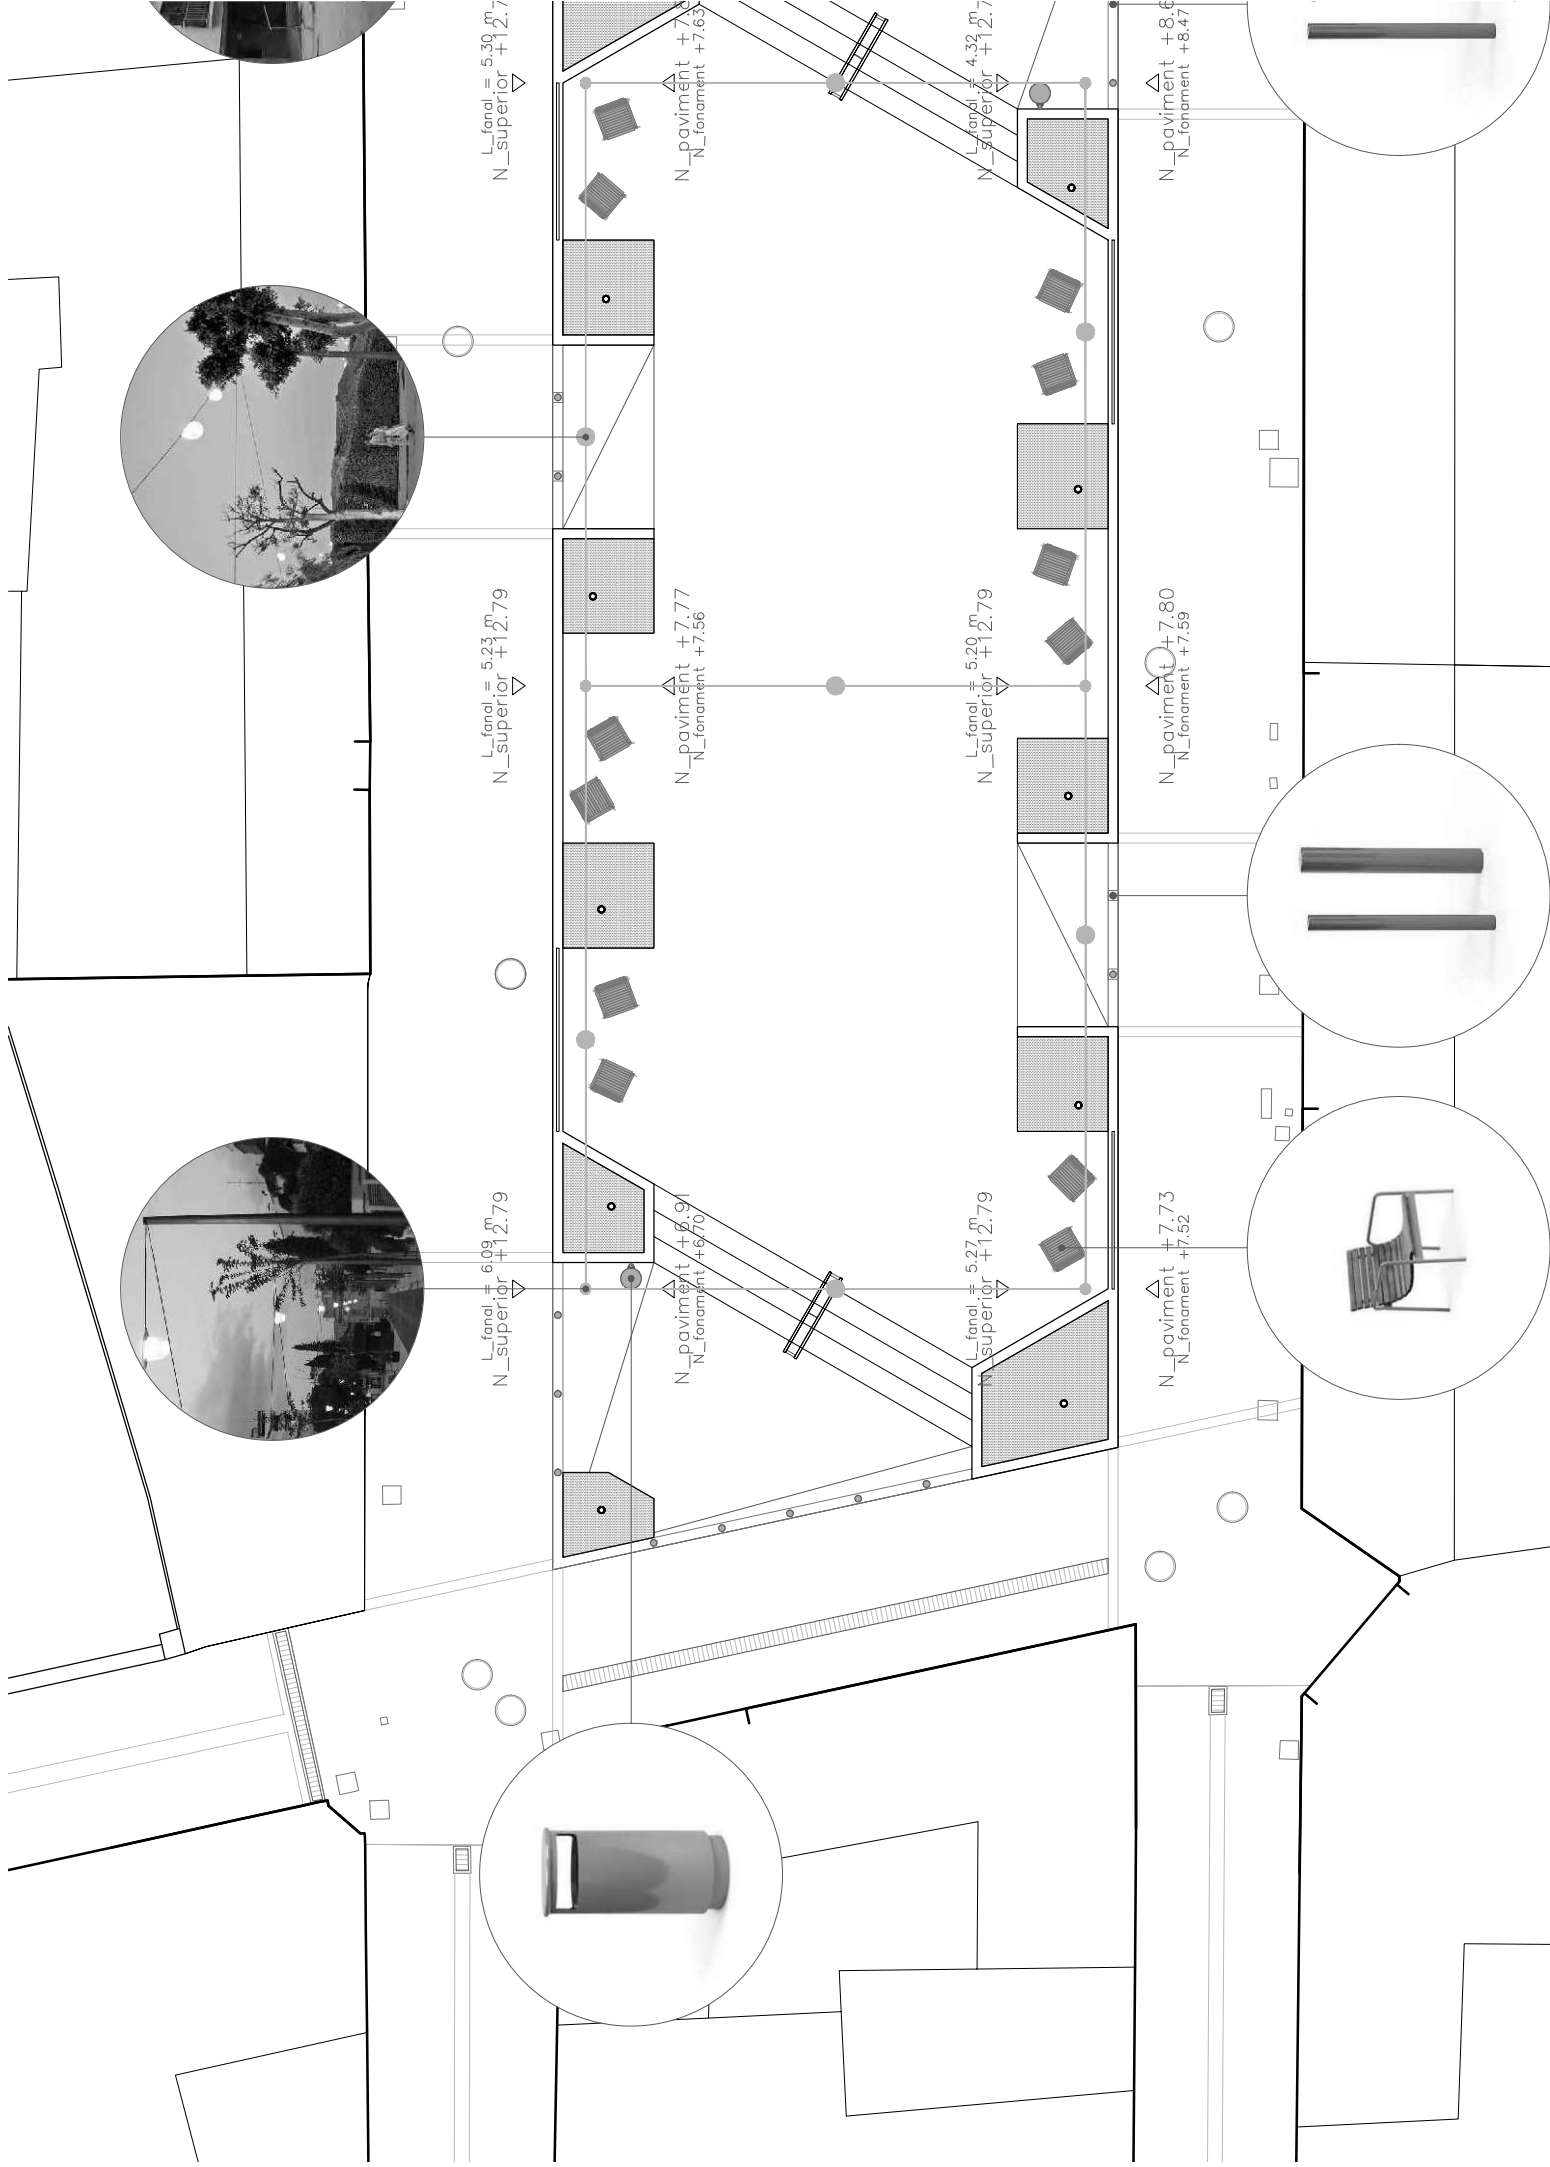 L_fanal = 6.09 m
N_superior +12.79
L_fanal = 5.23 m
N_superior +12.79
L_fanal = 5.30 m
N_superior +12.7
N_paviment +6.91
N_fonament +6.70
N_paviment +7.77
N_fonament +7.56
N_paviment +7.8
N_fonament +7.63
L_fanal = 5.27 m
N_superior +12.79
L_fanal = 5.20 m
N_superior +12.79
L_fanal = 4.32 m
N_superior +12.7
N_paviment +7.73
N_fonament +7.52
N_paviment +7.80
N_fonament +7.59
N_paviment +8.6
N_fonament +8.47